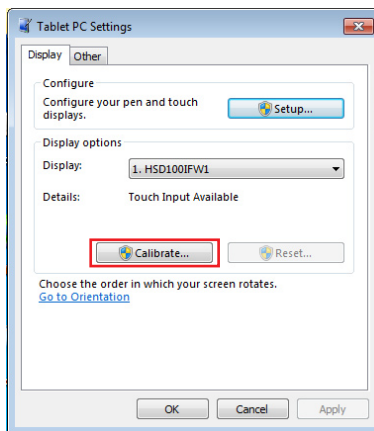 Tablet PC Settings
Display Other
Configure
Configure your pen and touch
displays.
Setup...
Display options
Display: 1. HSD100IFW1
Details: Touch Input Available
Calibrate... Reset...
Choose the order in which your screen rotates.
Go to Orientation
OK Cancel Apply